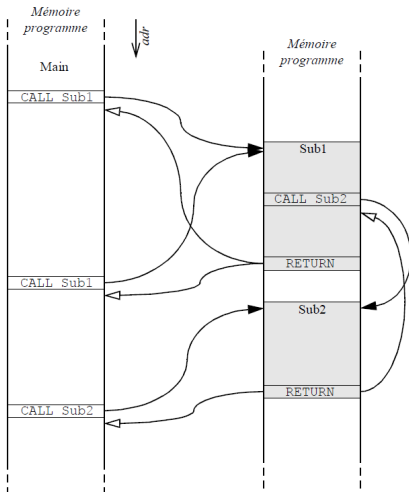 Mémoire
programme
adr
Main
CALL Sub1
CALL Sub1
CALL Sub2
Mémoire
programme
Sub1
CALL Sub2
RETURN
Sub2
RETURN